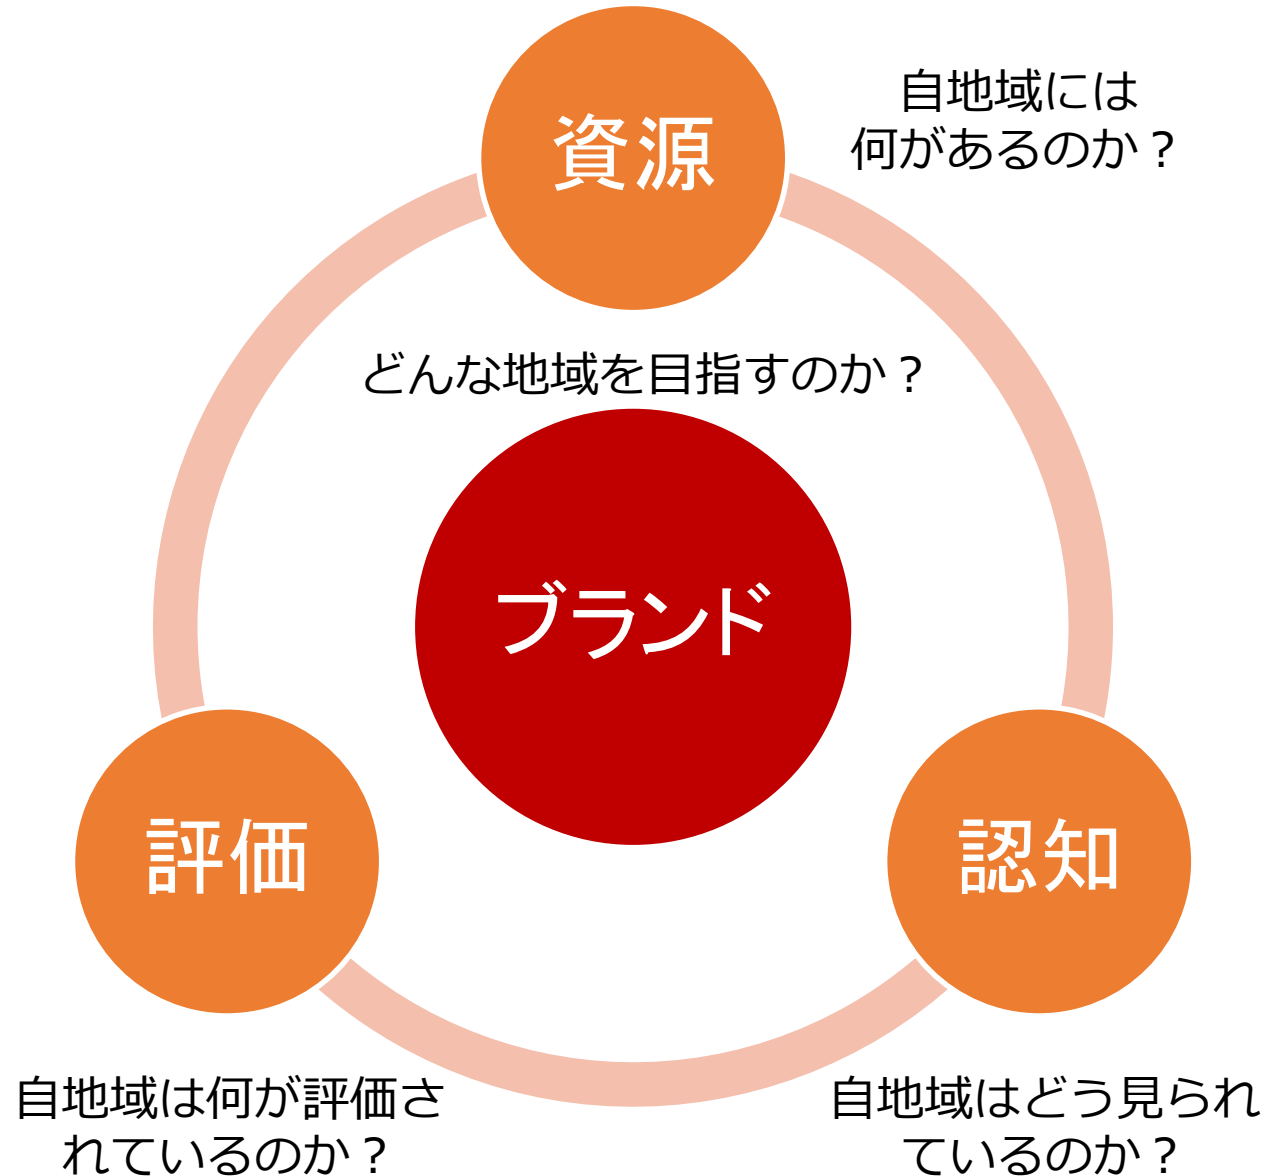 資源
自地域には
何があるのか？
どんな地域を目指すのか？
ブランド
評価
認知
自地域は何が評価さ
れているのか？
自地域はどう見られ
ているのか？